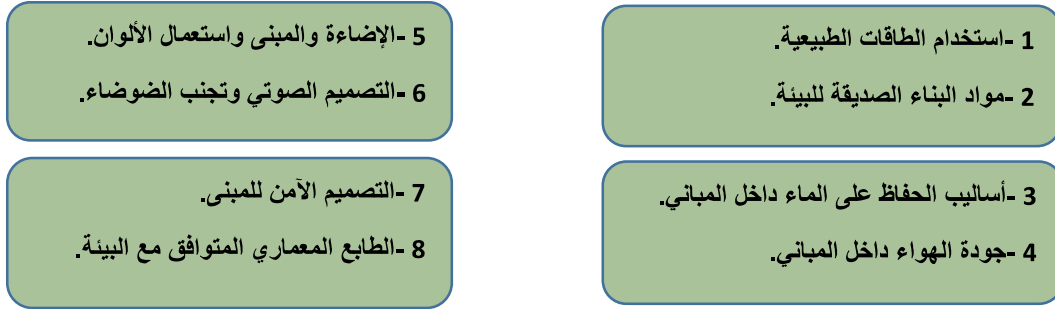 1 -استخدام الطاقات الطبيعية.
2 -مواد البناء الصديقة للبيئة.
3 -أساليب الحفاظ على الماء داخل المباني.
4 -جودة الهواء داخل المباني.
5 -الإضاءة والمبنى واستعمال الألوان.
6 -التصميم الصوتي وتجنب الضوضاء.
7 -التصميم الآمن للمبنى.
8 -الطابع المعماري المتوافق مع البيئة.